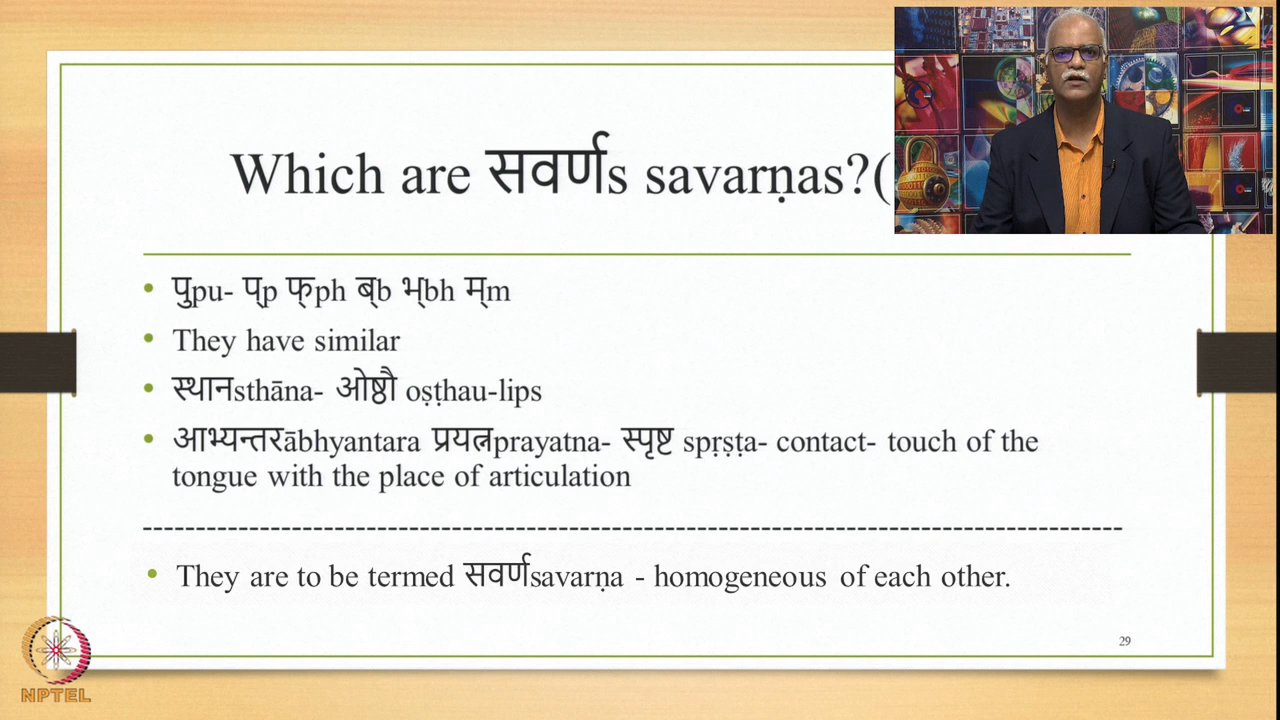 Which are सवर्णs savarṇas?(
पुpu- प्p फ्ph ब्b भ्bh म्m
They have similar
स्थानsthāna- ओष्ठौ oṣṭhau-lips
आभ्यन्तरābhyantara प्रयत्नprayatna- स्पृष्ट spṛṣṭa- contact- touch of the
tongue with the place of articulation
They are to be termed सवर्णsavarṇa - homogeneous of each other.
29
NPTEL